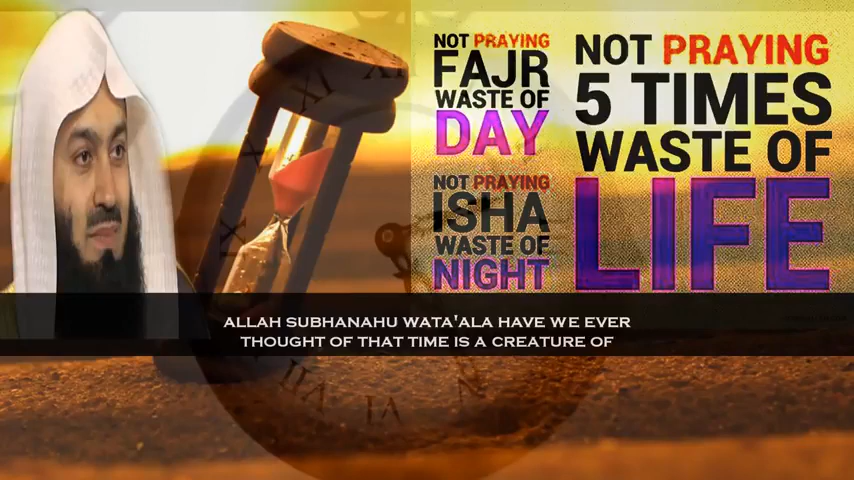 NOT PRAYING
FAJR
WASTE OF
DAY
NOT PRAYING
ISHA
WASTE OF
NIGHT
NOT PRAYING
5 TIMES
WASTE OF
LIFE
ALLAH SUBHANAHU WATA'ALA HAVE WE EVER
THOUGHT OF THAT TIME IS A CREATURE OF